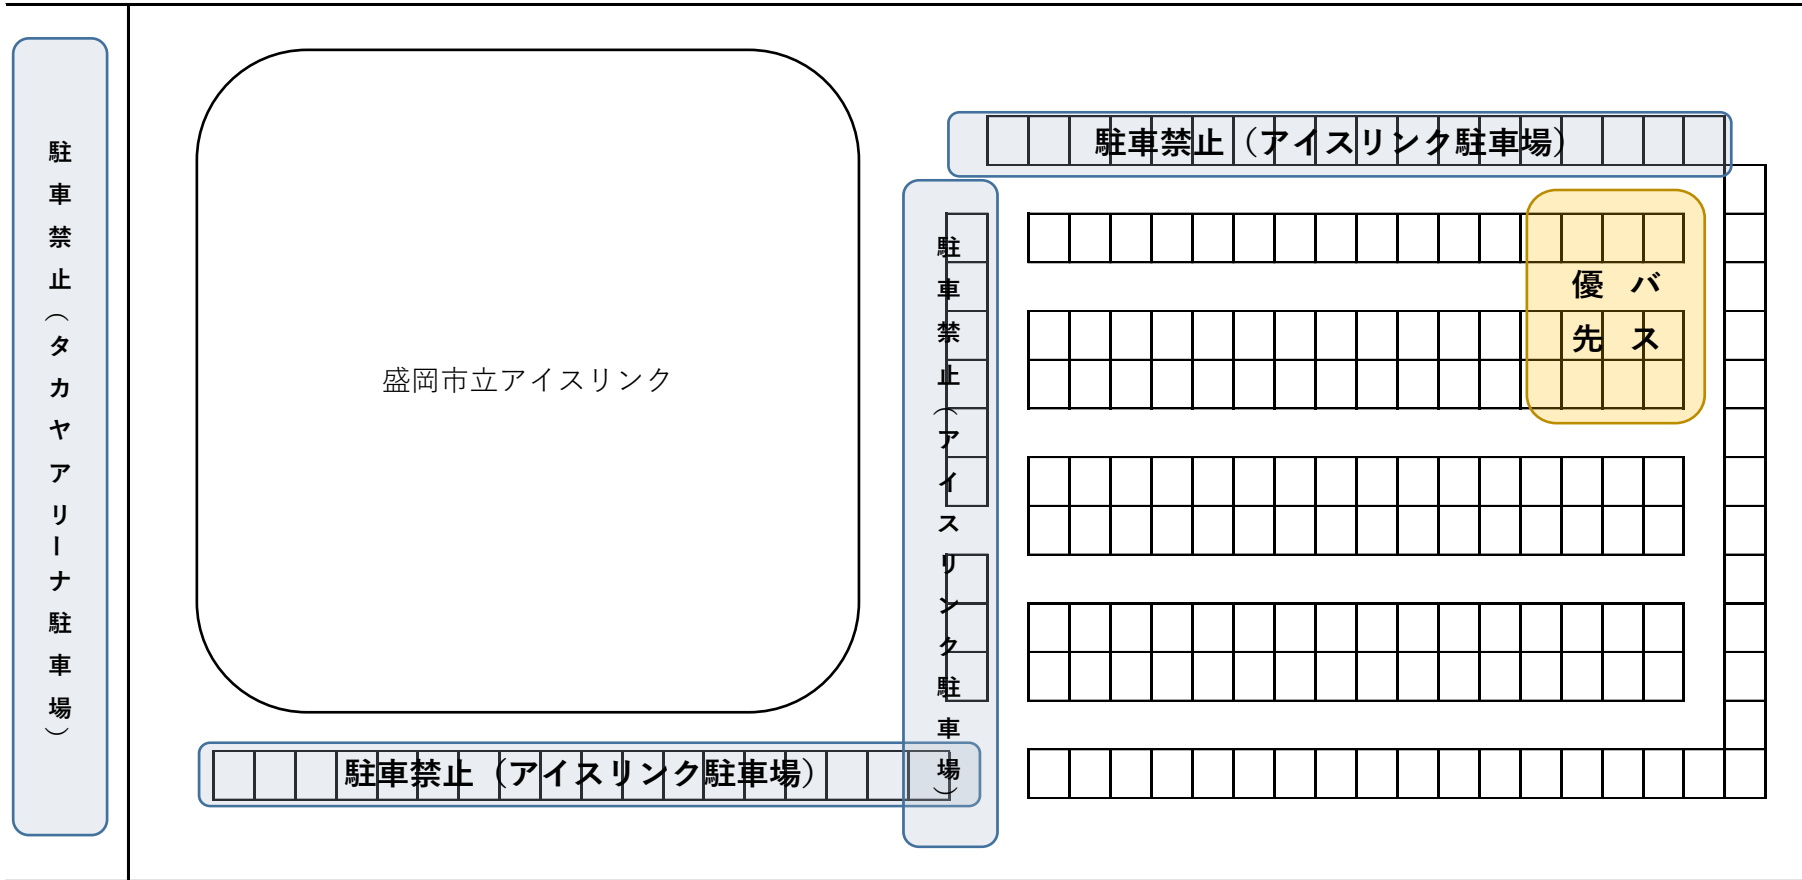 駐車禁止（タカヤアリーナ駐車場）
盛岡市立アイスリンク
駐車禁止（アイスリンク駐車場）
駐車禁止（アイスリンク駐車場）
バス
優先
駐車禁止（アイスリンク駐車場）